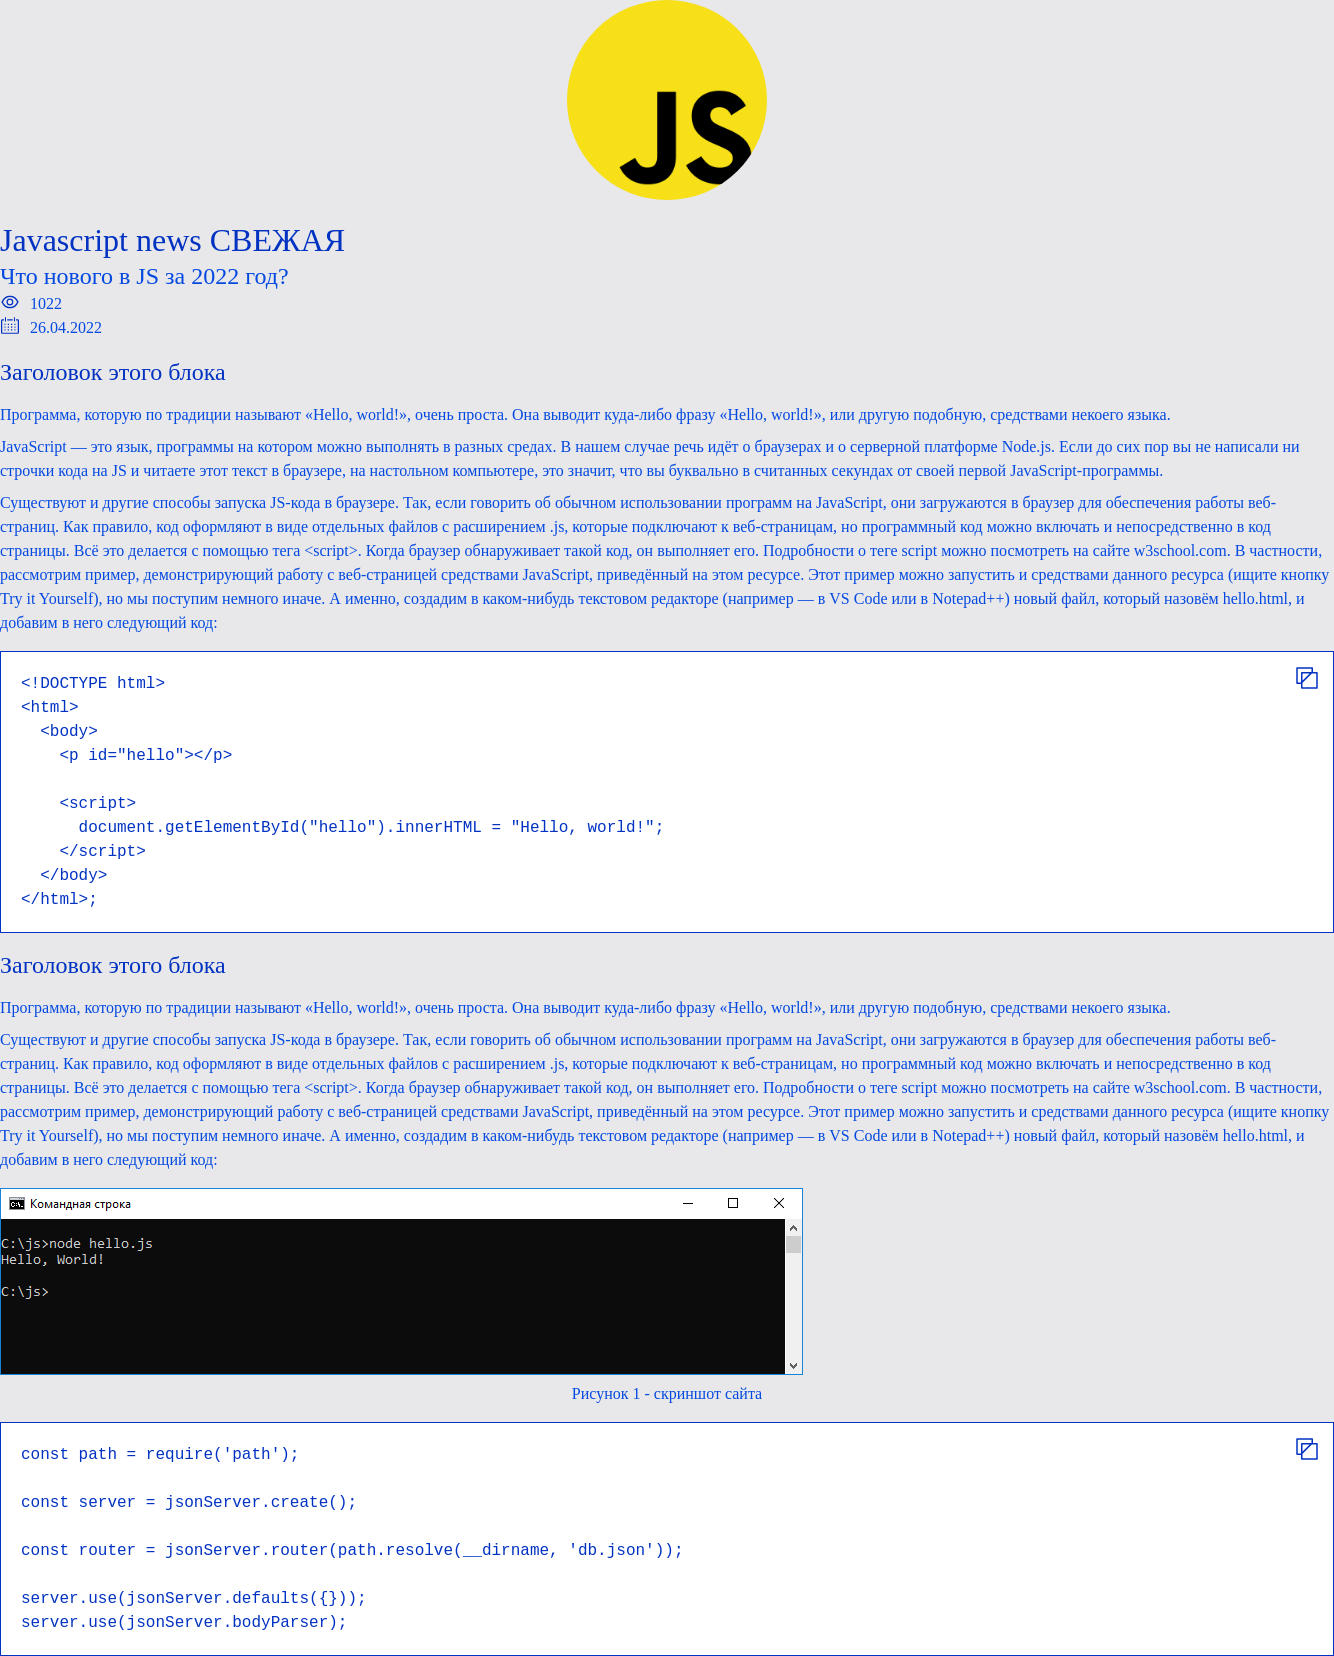 JS
Javascript news СВЕЖАЯ
Что нового в JS за 2022 год?
1022
26.04.2022
Заголовок этого блока
Программа, которую по традиции называют «Hello, world!», очень проста. Она выводит куда-либо фразу «Hello, world!», или другую подобную, средствами некоего языка.
JavaScript — это язык, программы на котором можно выполнять в разных средах. В нашем случае речь идёт о браузерах и о серверной платформе Node.js. Если до сих пор вы не написали ни
строчки кода на JS и читаете этот текст в браузере, на настольном компьютере, это значит, что вы буквально в считанных секундах от своей первой JavaScript-программы.
Существуют и другие способы запуска JS-кода в браузере. Так, если говорить об обычном использовании программ на JavaScript, они загружаются в браузер для обеспечения работы веб-
страниц. Как правило, код оформляют в виде отдельных файлов с расширением .js, которые подключают к веб-страницам, но программный код можно включать и непосредственно в код
страницы. Всё это делается с помощью тега <script>. Когда браузер обнаруживает такой код, он выполняет его. Подробности о теге script можно посмотреть на сайте w3school.com. В частности,
рассмотрим пример, демонстрирующий работу с веб-страницей средствами JavaScript, приведённый на этом ресурсе. Этот пример можно запустить и средствами данного ресурса (ищите кнопку
Try it Yourself), но мы поступим немного иначе. А именно, создадим в каком-нибудь текстовом редакторе (например — в VS Code или в Notepad++) новый файл, который назовём hello.html, и
добавим в него следующий код:
<!DOCTYPE html>
<html>
  <body>
    <p id="hello"></p>
    <script>
      document.getElementById("hello").innerHTML = "Hello, world!";
    </script>
  </body>
</html>;
Заголовок этого блока
Программа, которую по традиции называют «Hello, world!», очень проста. Она выводит куда-либо фразу «Hello, world!», или другую подобную, средствами некоего языка.
Существуют и другие способы запуска JS-кода в браузере. Так, если говорить об обычном использовании программ на JavaScript, они загружаются в браузер для обеспечения работы веб-
страниц. Как правило, код оформляют в виде отдельных файлов с расширением .js, которые подключают к веб-страницам, но программный код можно включать и непосредственно в код
страницы. Всё это делается с помощью тега <script>. Когда браузер обнаруживает такой код, он выполняет его. Подробности о теге script можно посмотреть на сайте w3school.com. В частности,
рассмотрим пример, демонстрирующий работу с веб-страницей средствами JavaScript, приведённый на этом ресурсе. Этот пример можно запустить и средствами данного ресурса (ищите кнопку
Try it Yourself), но мы поступим немного иначе. А именно, создадим в каком-нибудь текстовом редакторе (например — в VS Code или в Notepad++) новый файл, который назовём hello.html, и
добавим в него следующий код:
Командная строка
C:\js>node hello.js
Hello, World!
C:\js>
Рисунок 1 - скриншот сайта
const path = require('path');
const server = jsonServer.create();
const router = jsonServer.router(path.resolve(__dirname, 'db.json'));
server.use(jsonServer.defaults({}));
server.use(jsonServer.bodyParser);